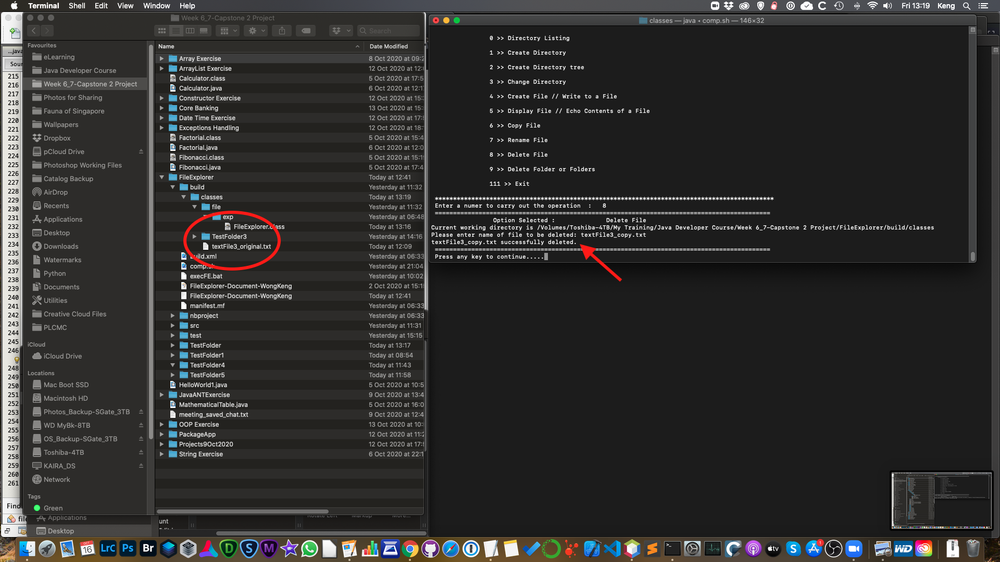 Terminal Shell Edit View Window Help
Fri 13:19 Keng
Week 6_7-Capstone 2 Project
Search
...java
Sour
215
216
217
218
219
220
221
222
223
224
225
226
227
228
229
230
231
232
233
234
235
236
237
238
239
240
241
242
243
244
245
246
248
249
250
251
252
253
254
255
256
257
258
259
260
261
Find
file
Favourites
eLearning
Java Developer Course
Week 6_7-Capstone 2 Project
Photos for Sharing
Fauna of Singapore
Wallpapers
Dropbox
pCloud Drive
Photoshop Working Files
Catalog Backup
AirDrop
Recents
Applications
Desktop
Downloads
Watermarks
Python
Documents
Utilities
Creative Cloud Files
PLCMC
iCloud
iCloud Drive
Locations
Mac Boot SSD
Macintosh HD
Photos_Backup-SGate_3TB
WD MyBk-8TB
OS_Backup-SGate_3TB
Toshiba-4TB
KAIRA_DS
Network
Tags
Green
Applications
Desktop
Name Date Modified
Array Exercise 8 Oct 2020 at 09:2
ArrayList Exercise 12 Oct 2020 at 12:
Calculator.class 5 Oct 2020 at 17:5
Calculator.java 6 Oct 2020 at 12:1
Constructor Exercise 12 Oct 2020 at 15:
Core Banking 13 Oct 2020 at 15:
Date Time Exercise 12 Oct 2020 at 17:
Exceptions Handling 12 Oct 2020 at 18:
Factorial.class 5 Oct 2020 at 15:4
Factorial.java 6 Oct 2020 at 12:0
Fibonacci.class 5 Oct 2020 at 15:1
Fibonacci.java 5 Oct 2020 at 17:4
FileExplorer Today at 12:41
build Yesterday at 11:32
classes Today at 13:19
file Yesterday at 11:32
exp Yesterday at 06:48
FileExplorer.class Today at 13:16
TestFolder3 Yesterday at 14:16
textFile3_original.txt Today at 12:09
build.xml Yesterday at 06:33
comp.sh Yesterday at 21:04
execFE.bat Yesterday at 10:02
FileExplorer-Document-WongKeng 2 Oct 2020 at 15:1
FileExplorer-Document-WongKeng Today at 12:41
manifest.mf Yesterday at 06:33
nbproject Yesterday at 06:33
src Yesterday at 11:31
test Yesterday at 15:15
TestFolder Today at 13:17
TestFolder1 Today at 08:54
TestFolder4 Today at 11:43
TestFolder5 Today at 11:58
HelloWorld1.java 5 Oct 2020 at 10:5
JavaANTExercise 9 Oct 2020 at 13:4
MathematicalTable.java 5 Oct 2020 at 16:0
meeting_saved_chat.txt 9 Oct 2020 at 12:4
OOP Exercise 13 Oct 2020 at 10:
PackageApp 12 Oct 2020 at 11:2
Projects9Oct2020 12 Oct 2020 at 17:
String Exercise 6 Oct 2020 at 22:1
unt
classes — java ◂ comp.sh — 146×32
0 >> Directory Listing
1 >> Create Directory
2 >> Create Directory tree
3 >> Change Directory
4 >> Create File // Write to a File
5 >> Display File // Echo Contents of a File
6 >> Copy File
7 >> Rename File
8 >> Delete File
9 >> Delete Folder or Folders
111 >> Exit
*********************************************************************************************
Enter a numer to carry out the operation : 8
============================================================================================
Option Selected : Delete File
Current working directory is /Volumes/Toshiba-4TB/My Training/Java Developer Course/Week 6_7-Capstone 2 Project/FileExplorer/build/classes
Please enter name of file to be deleted: textFile3_copy.txt
textFile3_copy.txt successfully deleted.
============================================================================================
Press any key to continue.....
OCT
16
LrC Ps Br
tv
1
WD
ZIP